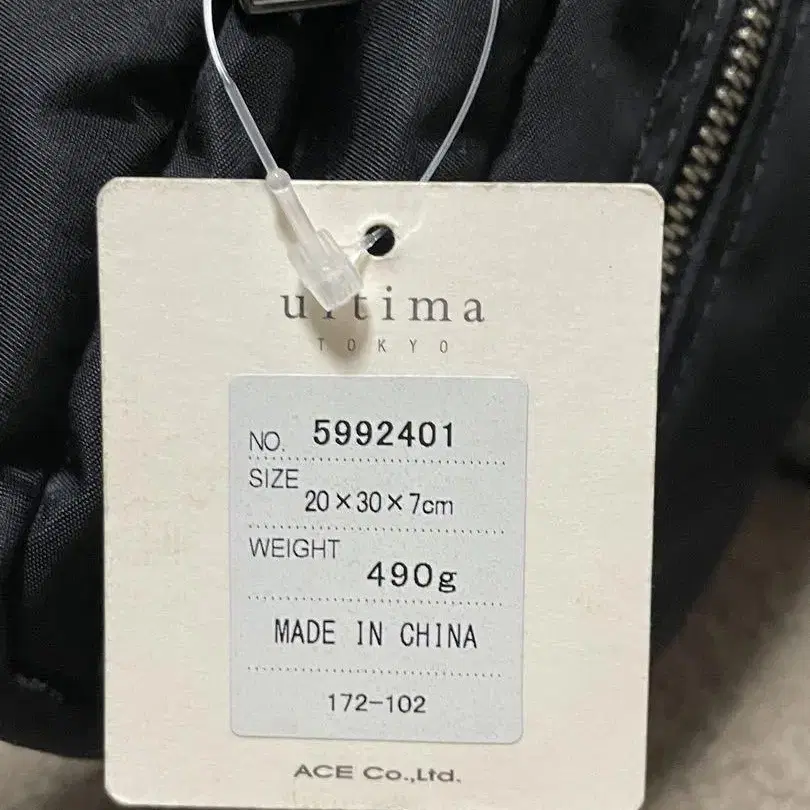 ultima
TOKYO
NO. 5992401
SIZE
20×30×7cm
WEIGHT
490g
MADE IN CHINA
172-102
ACE Co.,Ltd.